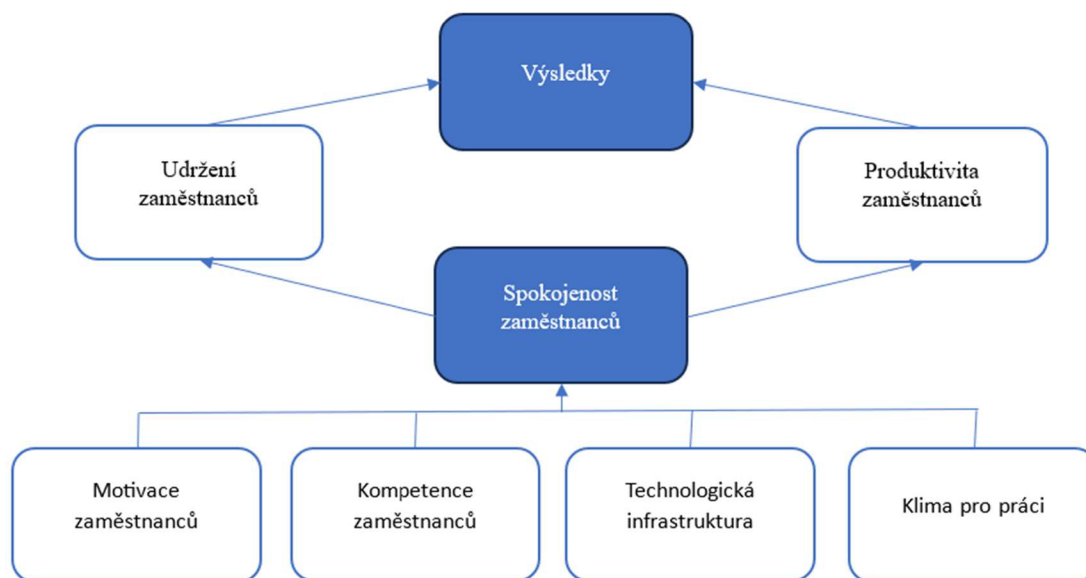 Výsledky
Udržení
zaměstnanců
Produktivita
zaměstnanců
Spokojenost
zaměstnanců
Motivace
zaměstnanců
Kompetence
zaměstnanců
Technologická
infrastruktura
Klima pro práci